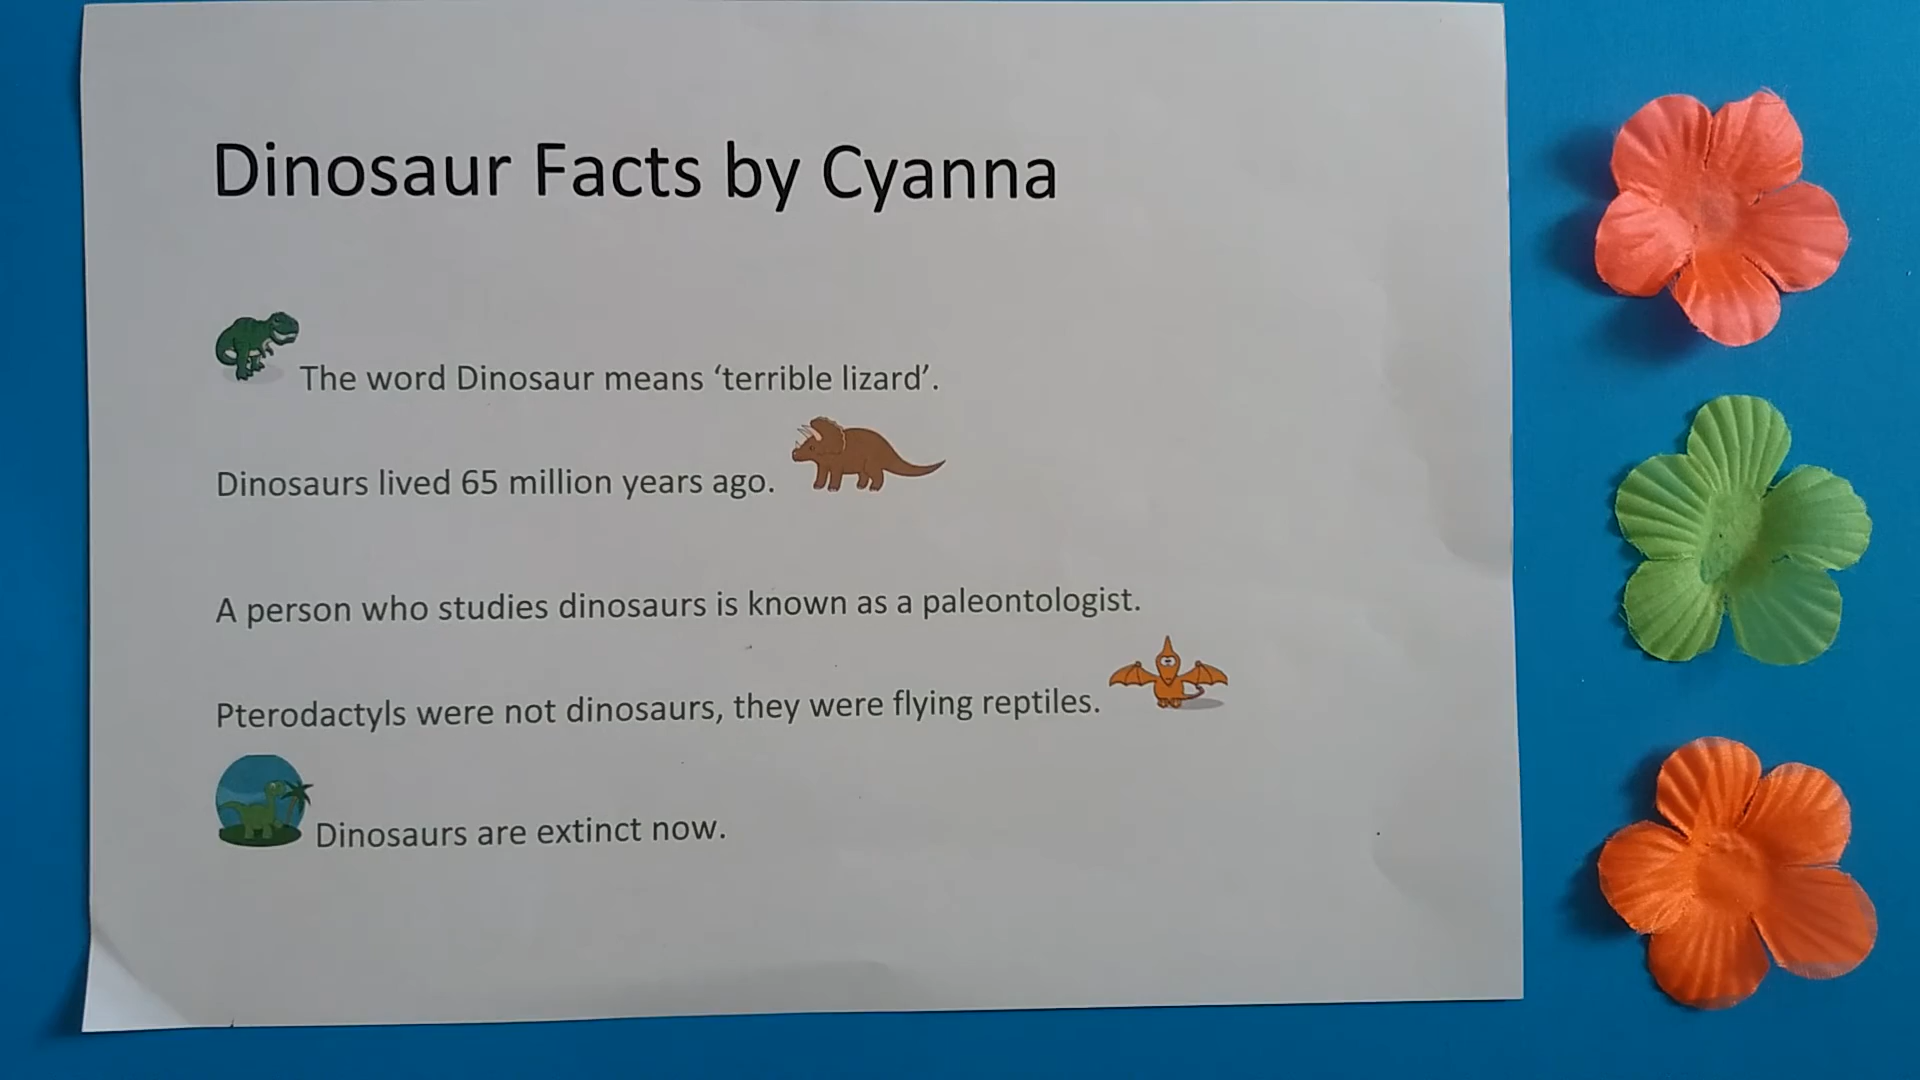 Dinosaur Facts by Cyanna
The word Dinosaur means ‘terrible lizard’.
Dinosaurs lived 65 million years ago.
A person who studies dinosaurs is known as a paleontologist.
Pterodactyls were not dinosaurs, they were flying reptiles.
Dinosaurs are extinct now.